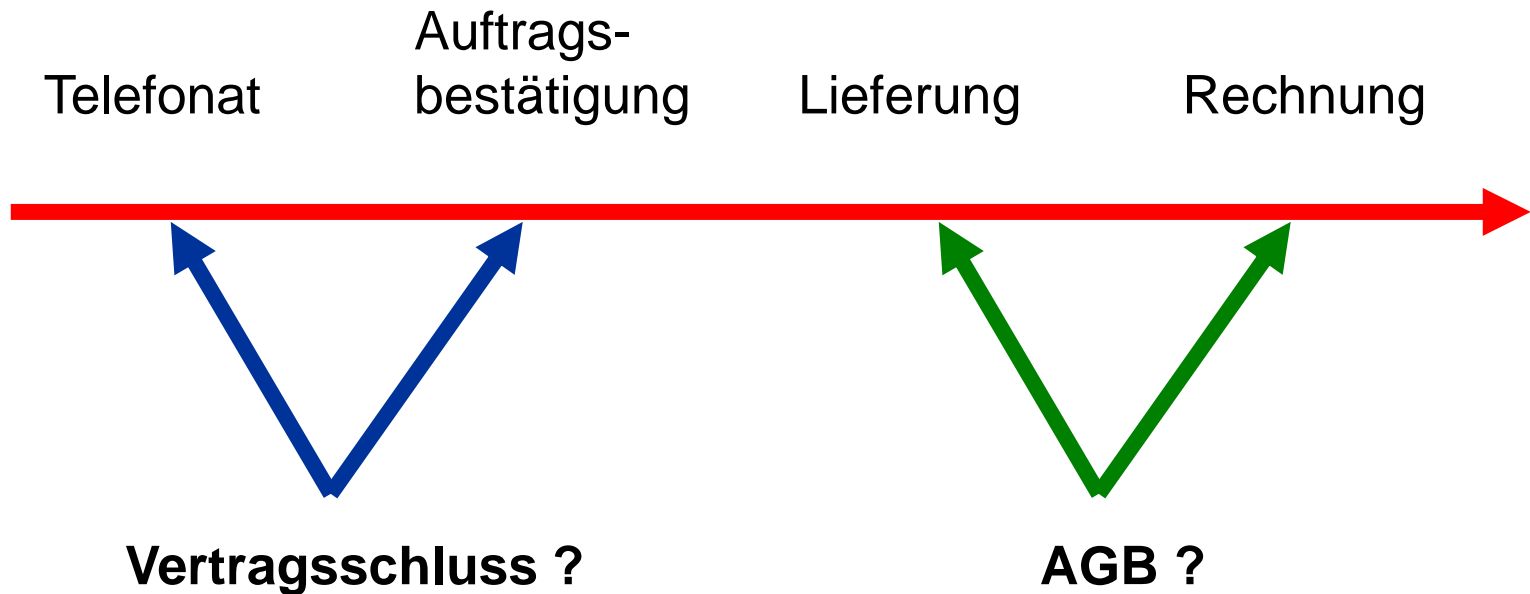 Telefonat
Auftrags-
bestätigung
Lieferung
Rechnung
Vertragsschluss ?
AGB ?